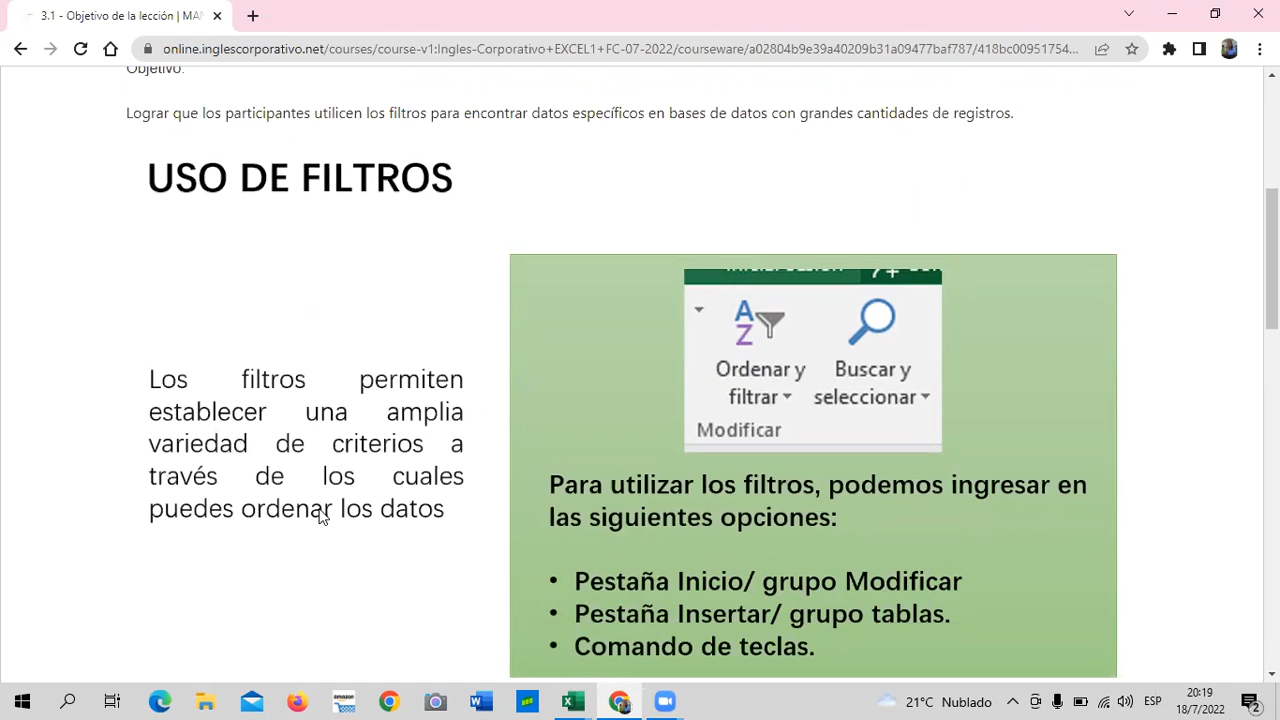 3.1 - Objetivo de la lección | MAN
online.inglescorporativo.net/courses/course-v1:Ingles-Corporativo+EXCEL1+FC-07-2022/courseware/a02804b9e39a40209b31a09477baf787/418bc00951754...
Objetivo:
Lograr que los participantes utilicen los filtros para encontrar datos específicos en bases de datos con grandes cantidades de registros.
USO DE FILTROS
Los filtros permiten
establecer una amplia
variedad de criterios a
través de los cuales
puedes ordenar los datos
A
Z
Ordenar y
filtrar
Buscar y
seleccionar
Modificar
Para utilizar los filtros, podemos ingresar en
las siguientes opciones:
• Pestaña Inicio/ grupo Modificar
• Pestaña Insertar/ grupo tablas.
• Comando de teclas.
21°C Nublado
ESP
20:19
18/7/2022
2